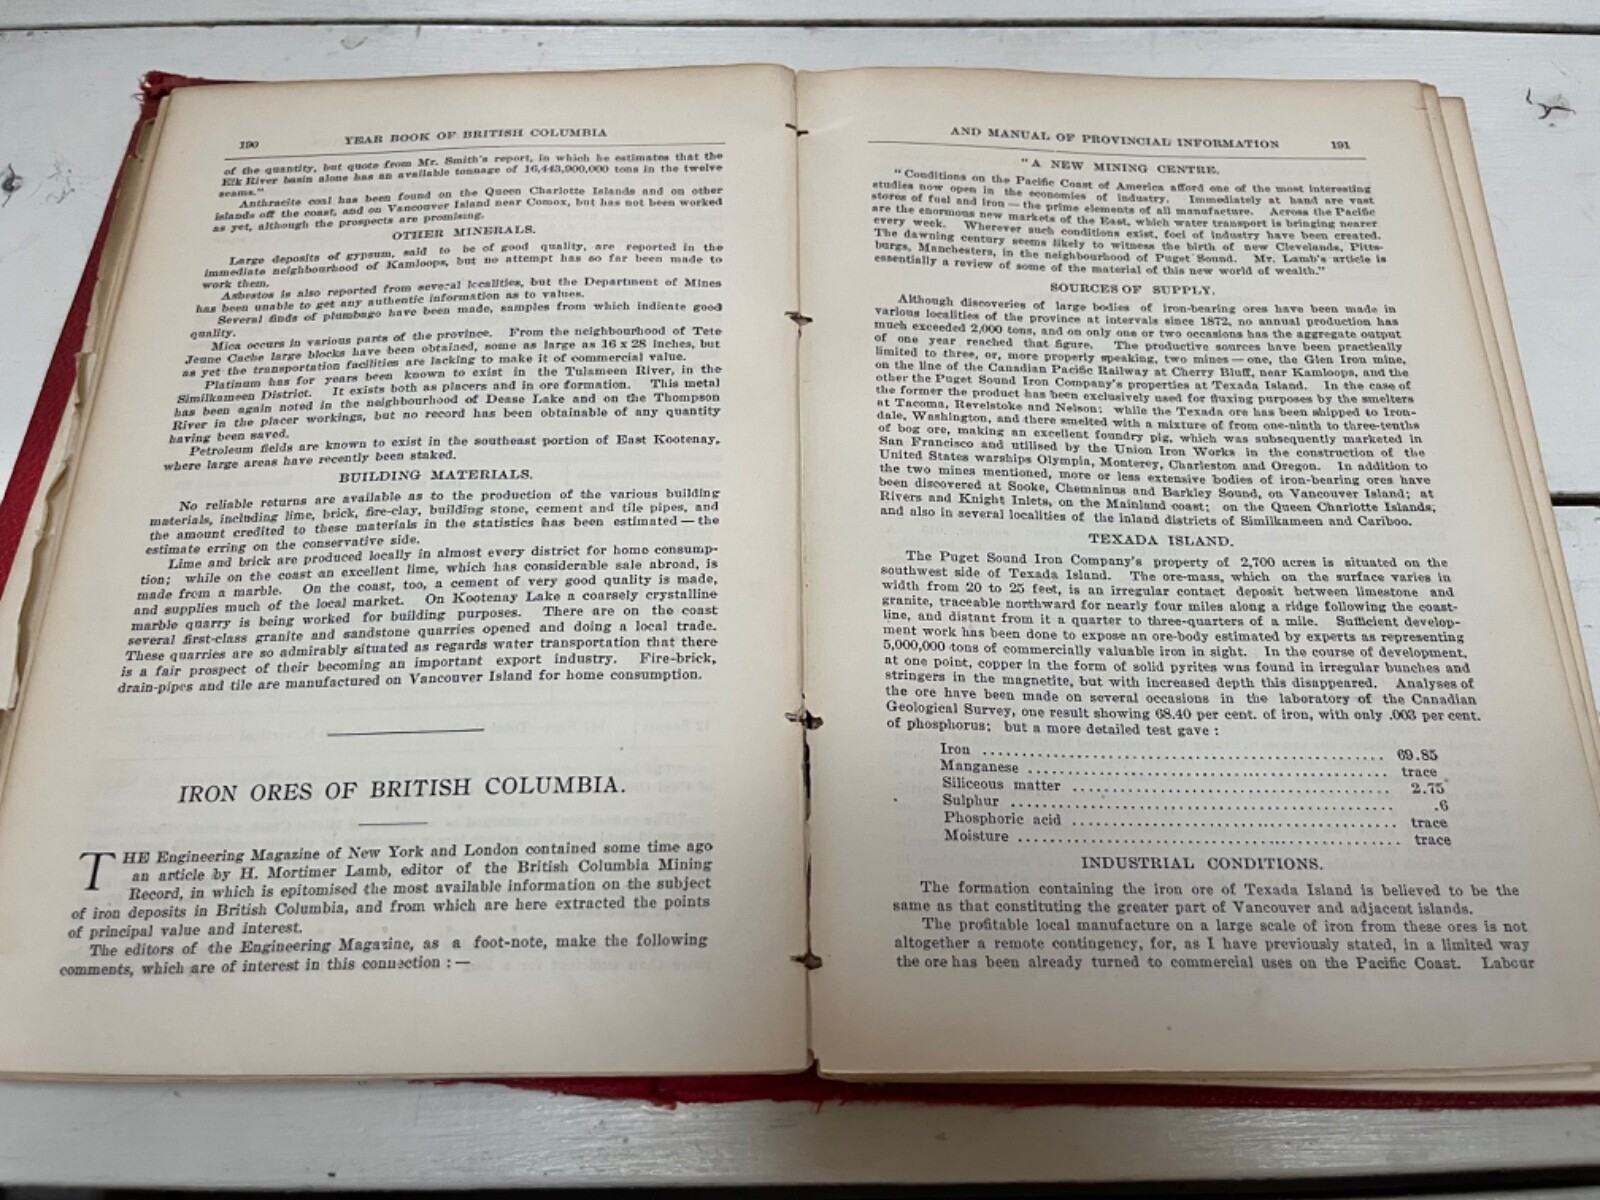 190 YEAR BOOK OF BRITISH COLUMBIA
of the quantity, but quote from Mr. Smith's report, in which he estimates that the
Elk River basin alone has an available tonnage of 16,443,000,000 tons in the twelve
seams."
Anthracite coal has been found on the Queen Charlotte Islands and on other
islands off the coast, and on Vancouver Island near Comox, but has not been worked
as yet, although the prospects are promising.
OTHER MINERALS.
Large deposits of gypsum, said to be of good quality, are reported in the
immediate neighbourhood of Kamloops, but no attempt has so far been made to
work them.
Asbestos is also reported from several localities, but the Department of Mines
has been unable to get any authentic information as to values.
Several finds of plumbago have been made, samples from which indicate good
quality.
Mica occurs in various parts of the province. From the neighbourhood of Tete
Jeune Cache large blocks have been obtained, some as large as 16 x 28 inches, but
as yet the transportation facilities are lacking to make it of commercial value.
Platinum has for years been known to exist in the Tulameen River, in the
Similkameen District. It exists both as placers and in ore formation. This metal
has been again noted in the neighbourhood of Dease Lake and on the Thompson
River in the placer workings, but no record has been obtainable of any quantity
having been saved.
Petroleum fields are known to exist in the southeast portion of East Kootenay,
where large areas have recently been staked.
BUILDING MATERIALS.
No reliable returns are available as to the production of the various building
materials, including lime, brick, fire-clay, building stone, cement and tile pipes, and
the amount credited to these materials in the statistics has been estimated — the
estimate erring on the conservative side.
Lime and brick are produced locally in almost every district for home consump-
tion; while on the coast an excellent lime, which has considerable sale abroad, is
made from a marble. On the coast, too, a cement of very good quality is made,
and supplies much of the local market. On Kootenay Lake a coarsely crystalline
marble quarry is being worked for building purposes. There are on the coast
several first-class granite and sandstone quarries opened and doing a local trade.
These quarries are so admirably situated as regards water transportation that there
is a fair prospect of their becoming an important export industry. Fire-brick,
drain-pipes and tile are manufactured on Vancouver Island for home consumption.
IRON ORES OF BRITISH COLUMBIA.
THE Engineering Magazine of New York and London contained some time ago
an article by H. Mortimer Lamb, editor of the British Columbia Mining
Record, in which is epitomised the most available information on the subject
of iron deposits in British Columbia, and from which are here extracted the points
of principal value and interest.
The editors of the Engineering Magazine, as a foot-note, make the following
comments, which are of interest in this connection : —
AND MANUAL OF PROVINCIAL INFORMATION 191
"A NEW MINING CENTRE.
"Conditions on the Pacific Coast of America afford one of the most interesting
studies now open in the economies of industry. Immediately at hand are vast
stores of fuel and iron — the prime elements of all manufacture. Across the Pacific
are the enormous new markets of the East, which water transport is bringing nearer
every week. Wherever such conditions exist, foci of industry have been created.
The dawning century seems likely to witness the birth of new Clevelands, Pitts-
burgs, Manchesters, in the neighbourhood of Puget Sound. Mr. Lamb's article is
essentially a review of some of the material of this new world of wealth."
SOURCES OF SUPPLY.
Although discoveries of large bodies of iron-bearing ores have been made in
various localities of the province at intervals since 1872, no annual production has
much exceeded 2,000 tons, and on only one or two occasions has the aggregate output
of one year reached that figure. The productive sources have been practically
limited to three, or, more properly speaking, two mines — one, the Glen Iron mine,
on the line of the Canadian Pacific Railway at Cherry Bluff, near Kamloops, and the
other the Puget Sound Iron Company's properties at Texada Island. In the case of
the former the product has been exclusively used for fluxing purposes by the smelters
at Tacoma, Revelstoke and Nelson; while the Texada ore has been shipped to Iron-
dale, Washington, and there smelted with a mixture of from one-ninth to three-tenths
of bog ore, making an excellent foundry pig, which was subsequently marketed in
San Francisco and utilised by the Union Iron Works in the construction of the
United States warships Olympia, Monterey, Charleston and Oregon. In addition to
the two mines mentioned, more or less extensive bodies of iron-bearing ores have
been discovered at Sooke, Chemainus and Barkley Sound, on Vancouver Island; at
Rivers and Knight Inlets, on the Mainland coast; on the Queen Charlotte Islands;
and also in several localities of the inland districts of Similkameen and Cariboo.
TEXADA ISLAND.
The Puget Sound Iron Company's property of 2,700 acres is situated on the
southwest side of Texada Island. The ore-mass, which on the surface varies in
width from 20 to 25 feet, is an irregular contact deposit between limestone and
granite, traceable northward for nearly four miles along a ridge following the coast-
line, and distant from it a quarter to three-quarters of a mile. Sufficient develop-
ment work has been done to expose an ore-body estimated by experts as representing
5,000,000 tons of commercially valuable iron in sight. In the course of development,
at one point, copper in the form of solid pyrites was found in irregular bunches and
stringers in the magnetite, but with increased depth this disappeared. Analyses of
the ore have been made on several occasions in the laboratory of the Canadian
Geological Survey, one result showing 68.40 per cent. of iron, with only .003 per cent.
of phosphorus; but a more detailed test gave :
Iron ........................................ 69.85
Manganese ........................................ trace
Siliceous matter ........................................ 2.75
Sulphur ........................................ .6
Phosphoric acid ........................................ trace
Moisture ........................................ trace
INDUSTRIAL CONDITIONS.
The formation containing the iron ore of Texada Island is believed to be the
same as that constituting the greater part of Vancouver and adjacent islands.
The profitable local manufacture on a large scale of iron from these ores is not
altogether a remote contingency, for, as I have previously stated, in a limited way
the ore has been already turned to commercial uses on the Pacific Coast. Labour